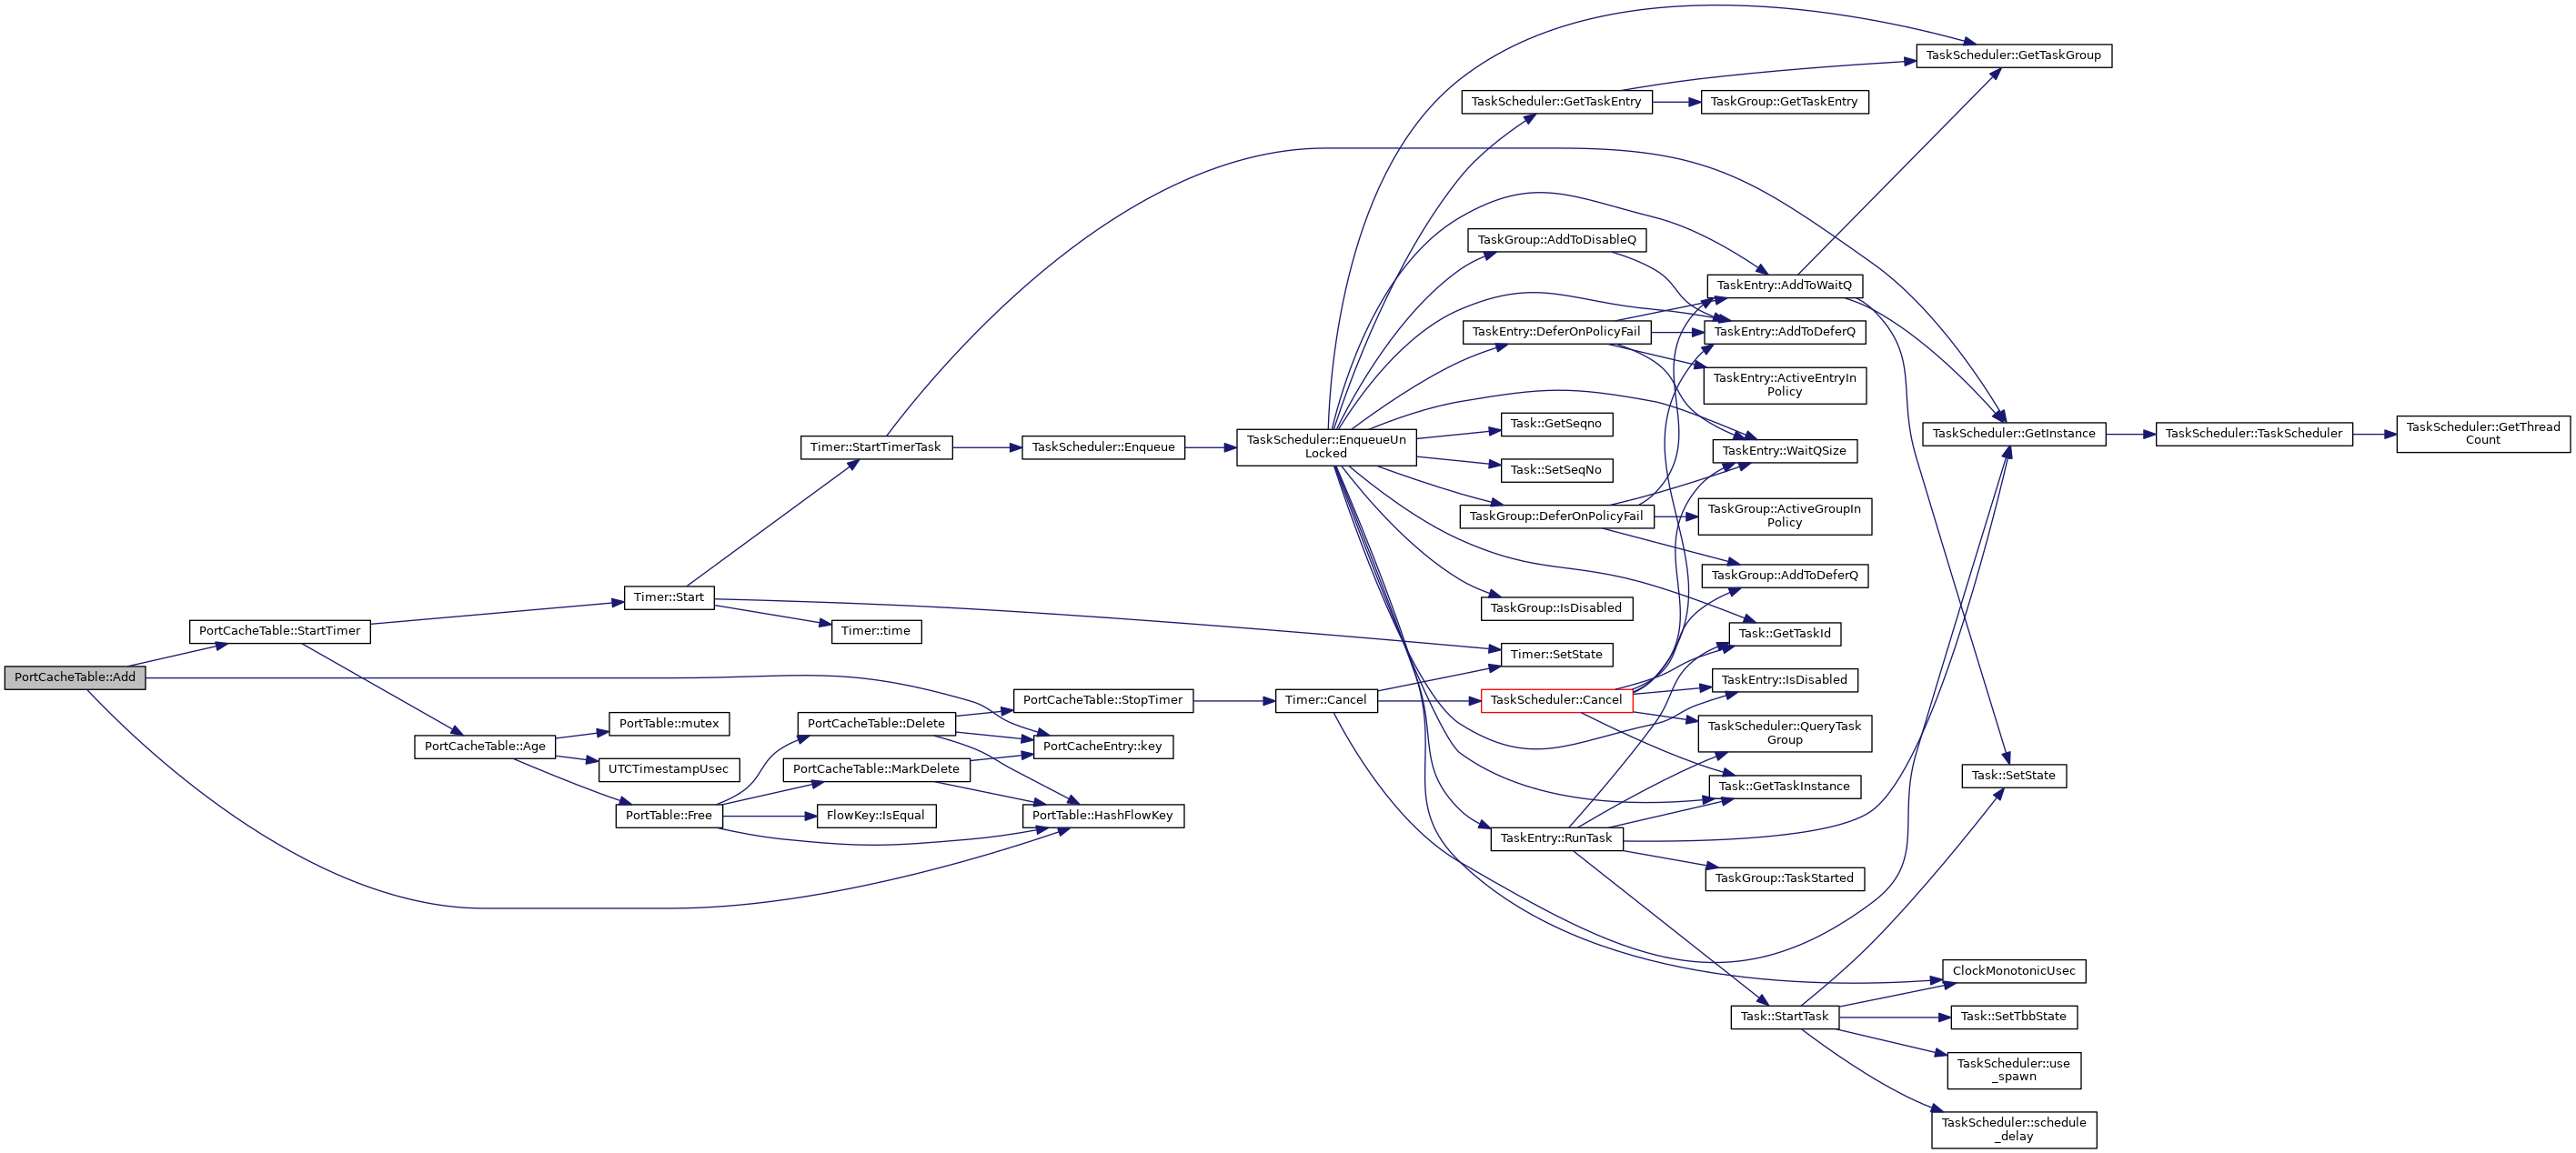 TaskScheduler::GetTaskGroup
TaskScheduler::GetTaskEntry
TaskGroup::GetTaskEntry
TaskGroup::AddToDisableQ
TaskEntry::AddToWaitQ
TaskEntry::DeferOnPolicyFail
TaskEntry::AddToDeferQ
TaskEntry::ActiveEntryIn
Policy
Task::GetSeqno
Timer::StartTimerTask
TaskScheduler::Enqueue
TaskScheduler::EnqueueUn
Locked
TaskEntry::WaitQSize
TaskScheduler::GetInstance
TaskScheduler::TaskScheduler
TaskScheduler::GetThread
Count
Task::SetSeqNo
TaskGroup::DeferOnPolicyFail
TaskGroup::ActiveGroupIn
Policy
TaskGroup::AddToDeferQ
Timer::Start
TaskGroup::IsDisabled
PortCacheTable::StartTimer
Timer::time
Task::GetTaskId
Timer::SetState
PortCacheTable::Add
TaskEntry::IsDisabled
PortCacheTable::StopTimer
Timer::Cancel
TaskScheduler::Cancel
PortTable::mutex
PortCacheTable::Delete
TaskScheduler::QueryTask
Group
PortCacheTable::Age
PortCacheEntry::key
UTCTimestampUsec
PortCacheTable::MarkDelete
Task::SetState
Task::GetTaskInstance
PortTable::Free
FlowKey::IsEqual
PortTable::HashFlowKey
TaskEntry::RunTask
TaskGroup::TaskStarted
ClockMonotonicUsec
Task::StartTask
Task::SetTbbState
TaskScheduler::use
_spawn
TaskScheduler::schedule
_delay